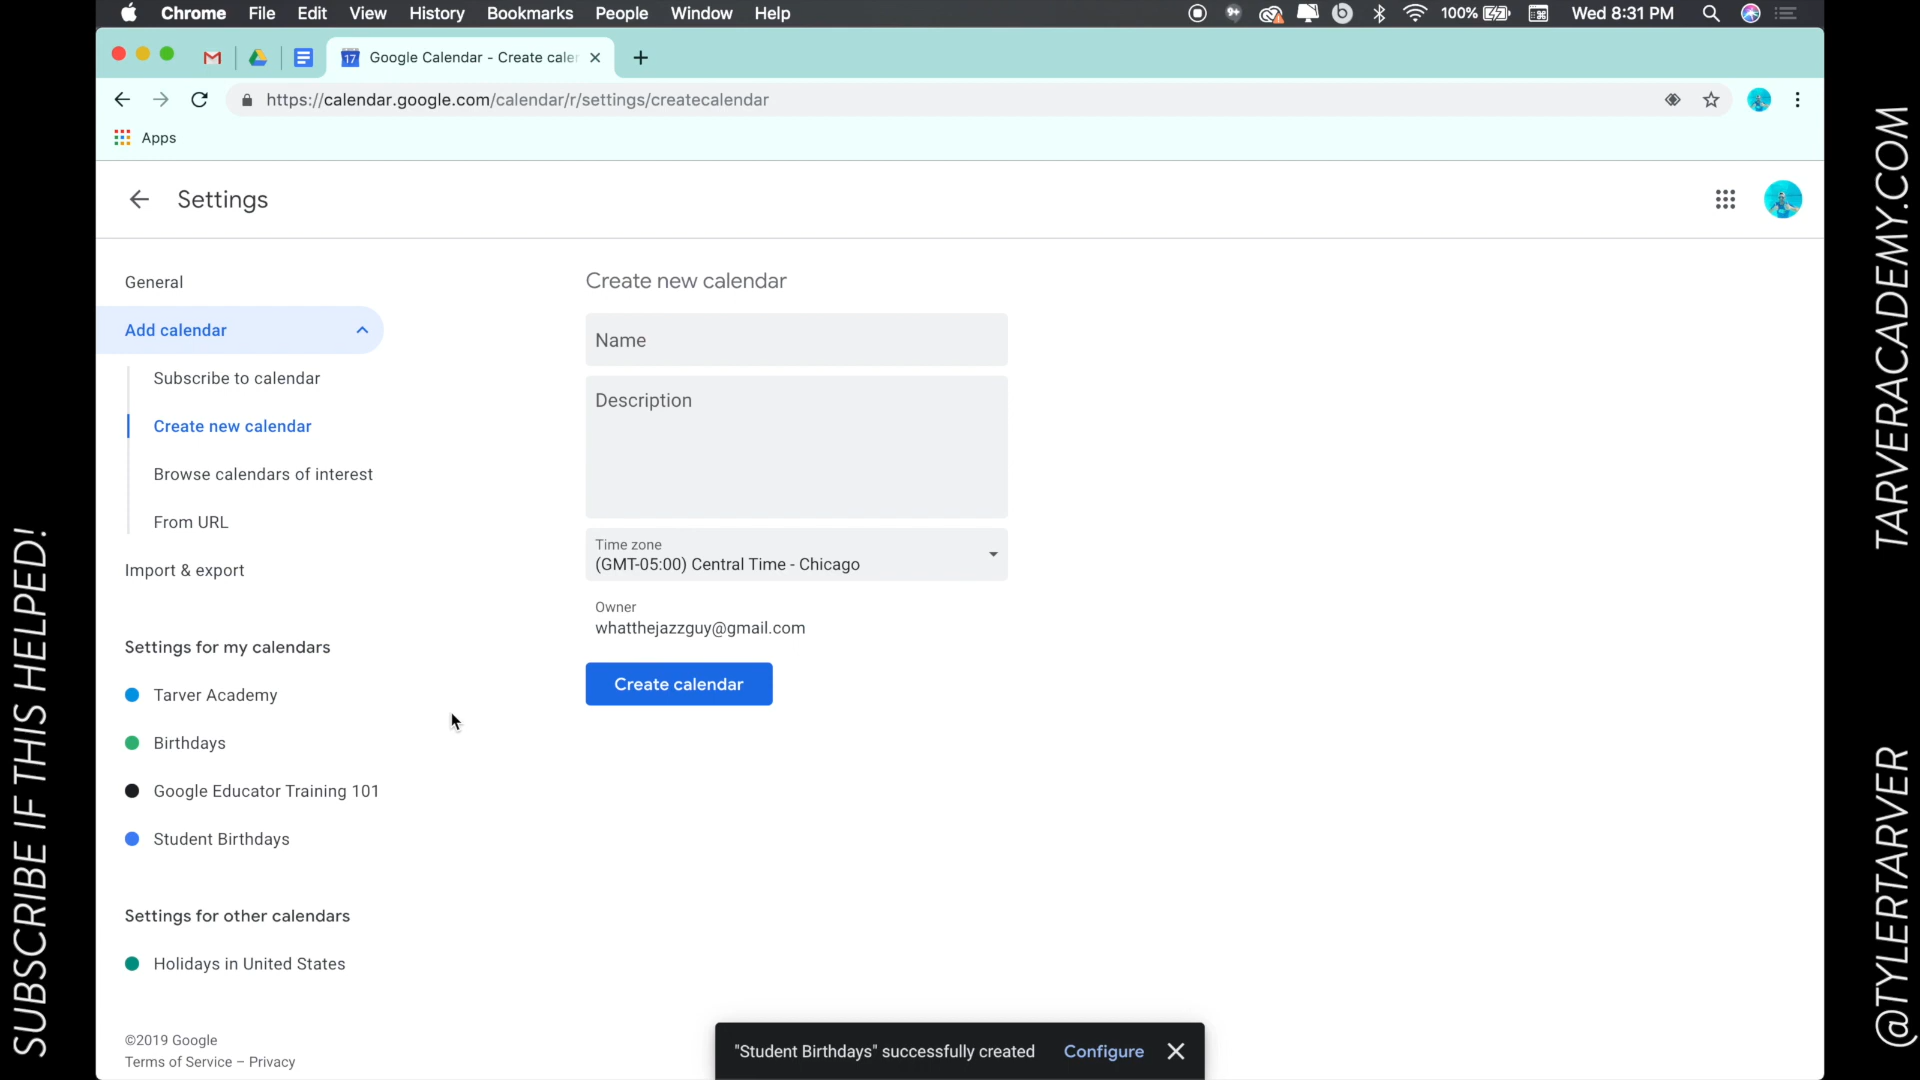 Chrome File Edit View History Bookmarks People Window Help
9+ 100% Wed 8:31 PM
17 Google Calendar - Create caler
https://calendar.google.com/calendar/r/settings/createcalendar
Apps
Settings
General
Add calendar
Subscribe to calendar
Create new calendar
Browse calendars of interest
From URL
Import & export
Settings for my calendars
Tarver Academy
Birthdays
Google Educator Training 101
Student Birthdays
Settings for other calendars
Holidays in United States
©2019 Google
Terms of Service – Privacy
Create new calendar
Name
Description
Time zone
(GMT-05:00) Central Time - Chicago
Owner
whatthejazzguy@gmail.com
Create calendar
"Student Birthdays" successfully created Configure
SUBSCRIBE IF THIS HELPED!
TARVERACADEMY.COM
@TYLERTARVER